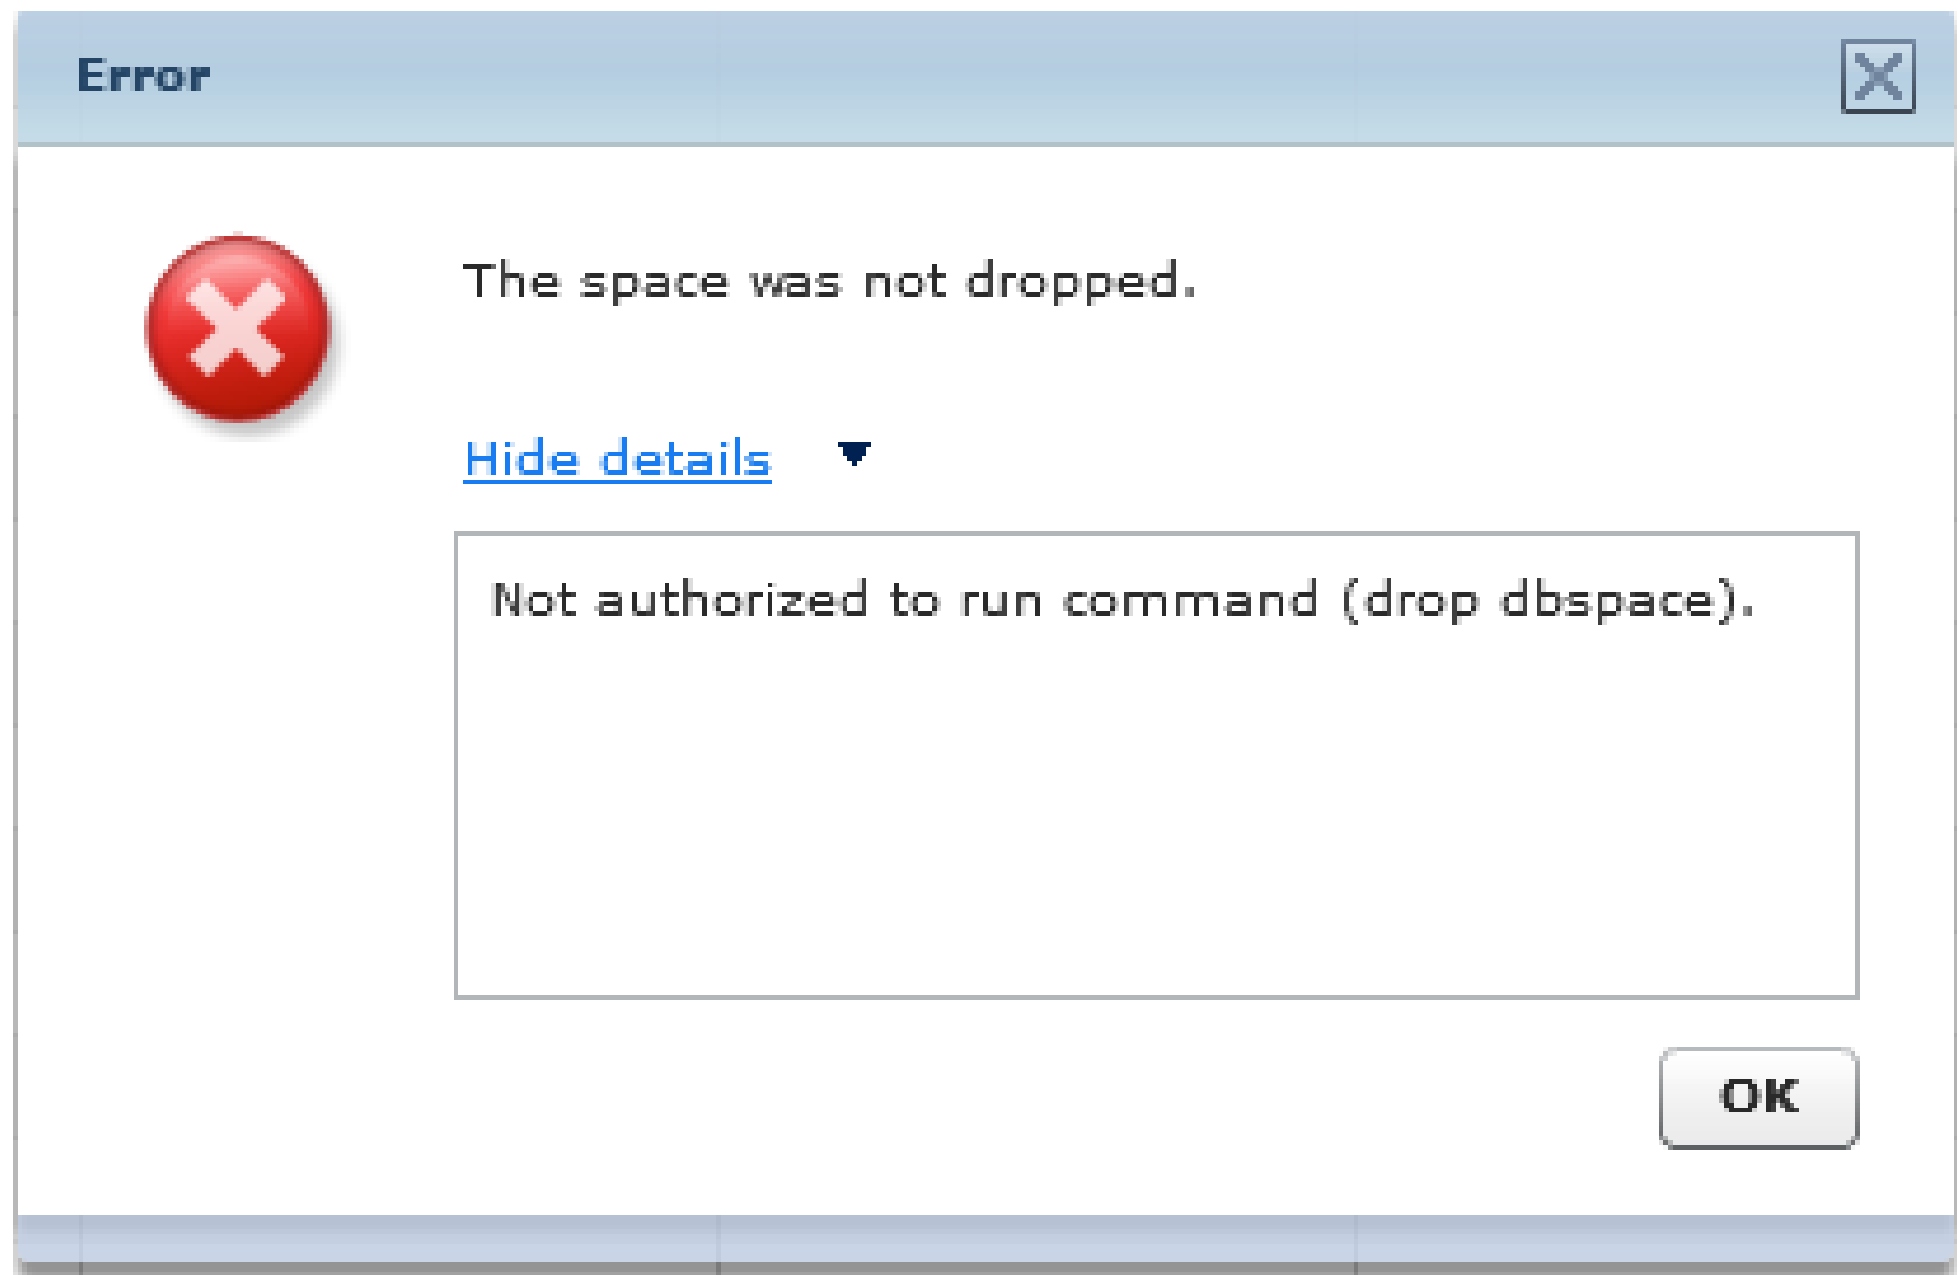 Error
The space was not dropped.
Hide details
Not authorized to run command (drop dbspace).
OK